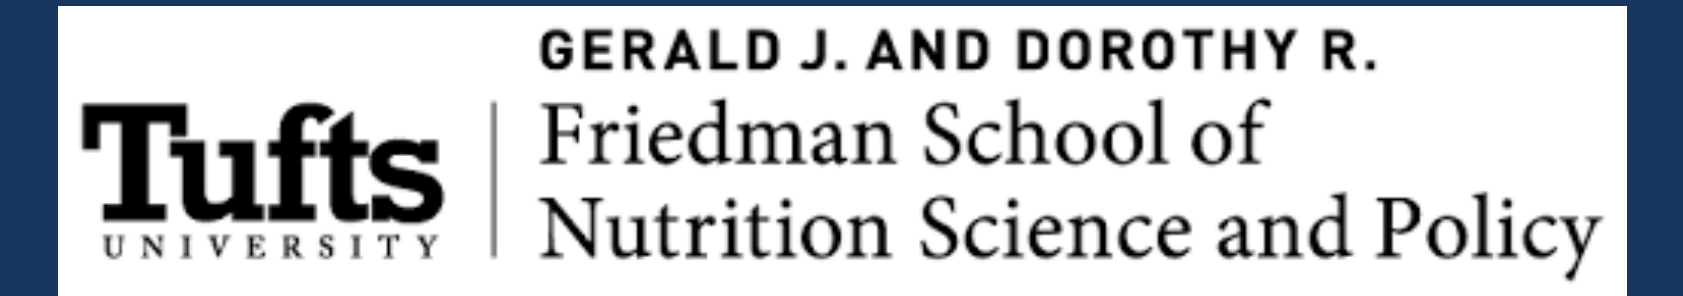 Tufts
UNIVERSITY
GERALD J. AND DOROTHY R.
Friedman School of
Nutrition Science and Policy